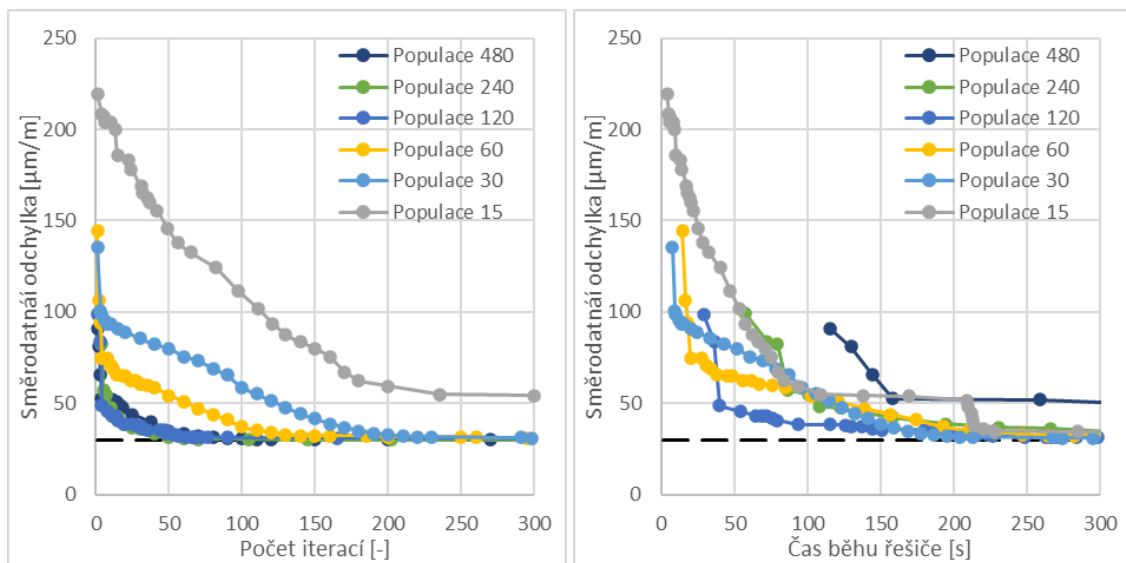 250
200
150
100
50
0
Směrodatnái odchylka [µm/m]
Populace 480
Populace 240
Populace 120
Populace 60
Populace 30
Populace 15
0 50 100 150 200 250 300
Počet iterací [-]
250
200
150
100
50
0
Směrodatnái odchylka [µm/m]
Populace 480
Populace 240
Populace 120
Populace 60
Populace 30
Populace 15
0 50 100 150 200 250 300
Čas běhu řešiče [s]